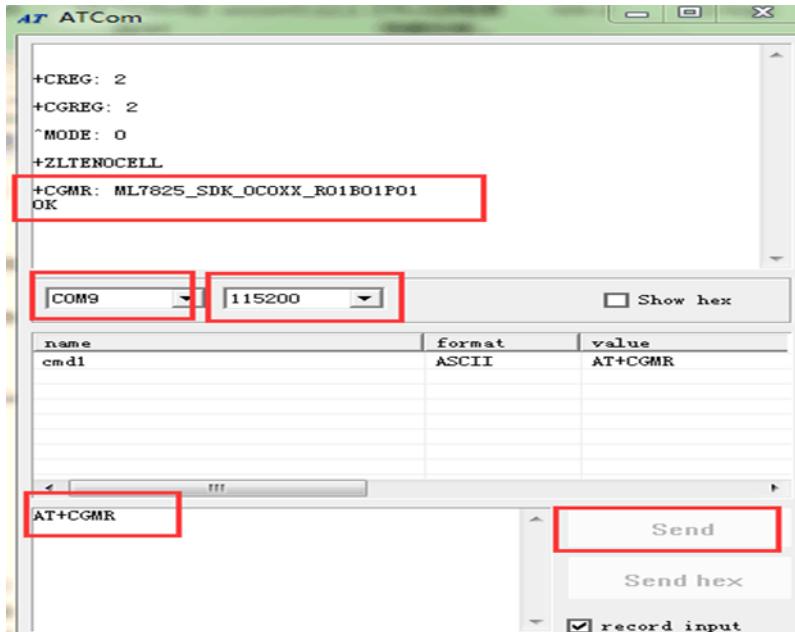 AT ATCom
+CREG: 2
+CGREG: 2
^MODE: 0
+ZLTENOCELL
+CGMR: ML7825_SDK_OCOXX_R01B01P01
OK
COM9 115200 Show hex
name format value
cmd1 ASCII AT+CGMR
AT+CGMR
Send
Send hex
record input